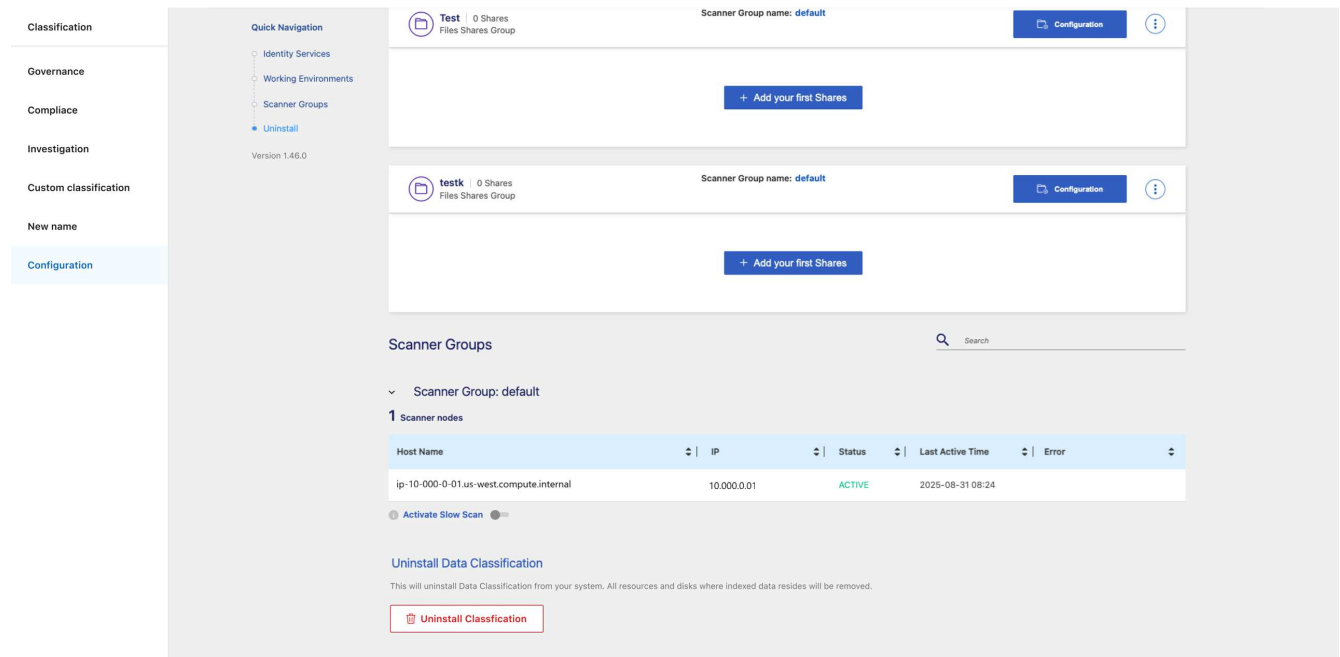 Classification
Governance
Compliace
Investigation
Custom classification
New name
Configuration
Quick Navigation
Identity Services
Working Environments
Scanner Groups
Uninstall
Version 1.46.0
Test | 0 Shares
Files Shares Group
Scanner Group name: default
Configuration
+ Add your first Shares
testk | 0 Shares
Files Shares Group
Scanner Group name: default
Configuration
+ Add your first Shares
Scanner Groups
Search
Scanner Group: default
1 Scanner nodes
Host Name | IP | Status | Last Active Time | Error
ip-10-000-0-01.us-west.compute.internal 10.000.0.01 ACTIVE 2025-08-31 08:24
Activate Slow Scan
Uninstall Data Classification
This will uninstall Data Classification from your system. All resources and disks where indexed data resides will be removed.
Uninstall Classfication